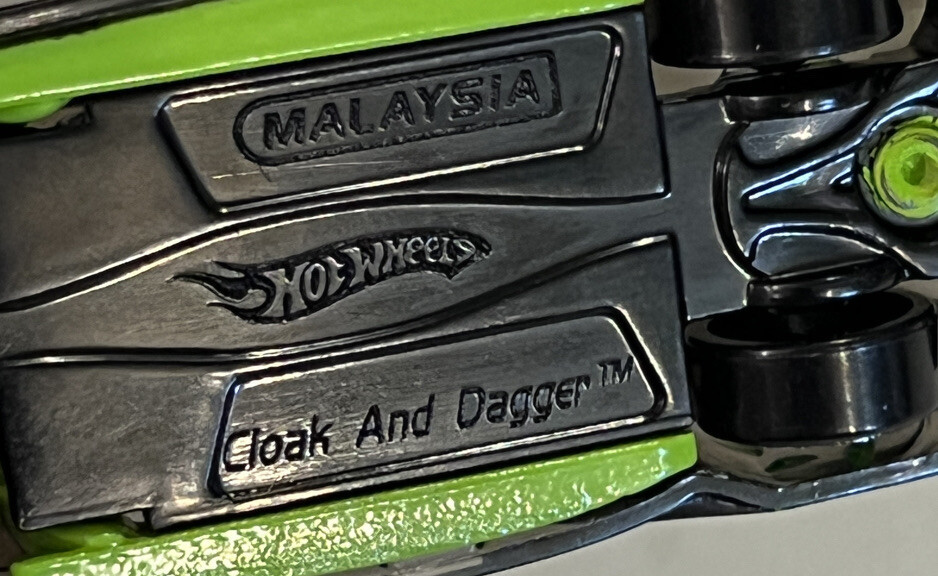 MALAYSIA
HOT WHEELS
Cloak And Dagger™